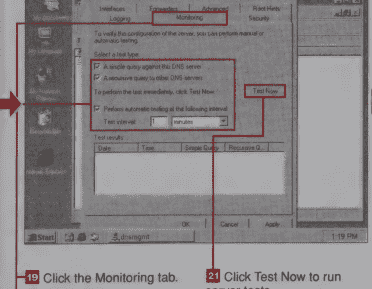 Interfaces Forwarders Advanced Root Hints
Logging Monitoring Security
To verify the configuration of the server, you can perform manual or
automatic testing.
Select a test type:
A simple query against this DNS server
A recursive query to other DNS servers
To perform the test immediately, click Test Now.
Test Now
Perform automatic testing at the following interval:
Test interval: 1 minutes
Test results:
Date Time Simple Query Recursive Q...
OK Cancel Apply
Start dnsmgmt 1:19 PM
19 Click the Monitoring tab.
21 Click Test Now to run
server tests